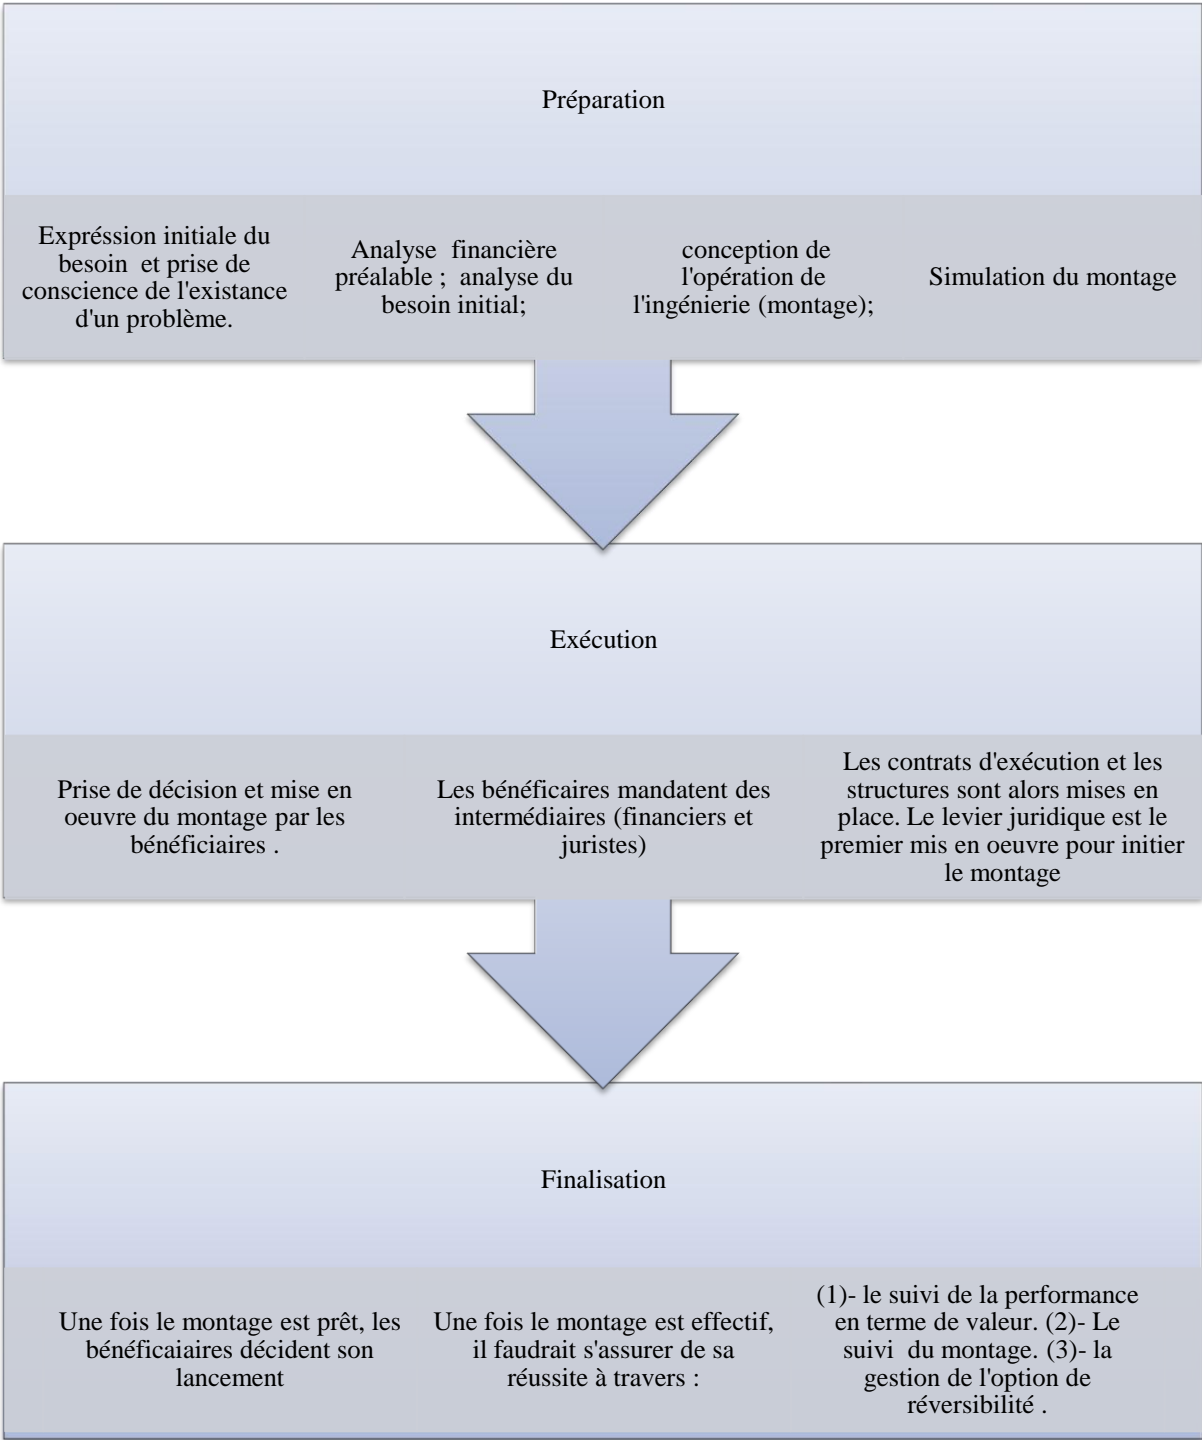 Préparation
Expréssion initiale du
besoin et prise de
conscience de l'existance
d'un problème.
Analyse financière
préalable ; analyse du
besoin initial;
conception de
l'opération de
l'ingénierie (montage);
Simulation du montage
Exécution
Prise de décision et mise en
oeuvre du montage par les
bénéficiaires .
Les bénéficaires mandatent des
intermédiaires (financiers et
juristes)
Les contrats d'exécution et les
structures sont alors mises en
place. Le levier juridique est le
premier mis en oeuvre pour initier
le montage
Finalisation
Une fois le montage est prêt, les
bénéficaiaires décident son
lancement
Une fois le montage est effectif,
il faudrait s'assurer de sa
réussite à travers :
(1)- le suivi de la performance
en terme de valeur. (2)- Le
suivi du montage. (3)- la
gestion de l'option de
réversibilité .